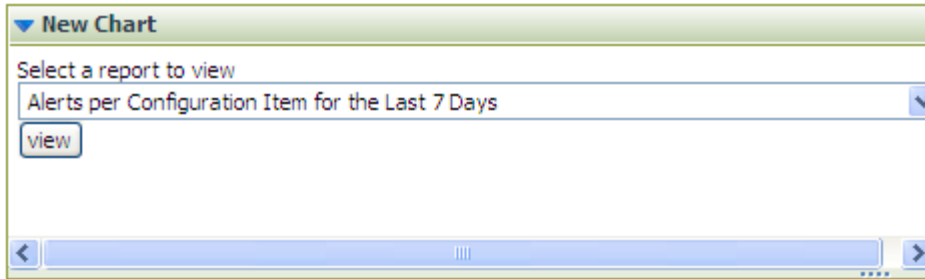 New Chart
Select a report to view
Alerts per Configuration Item for the Last 7 Days
view